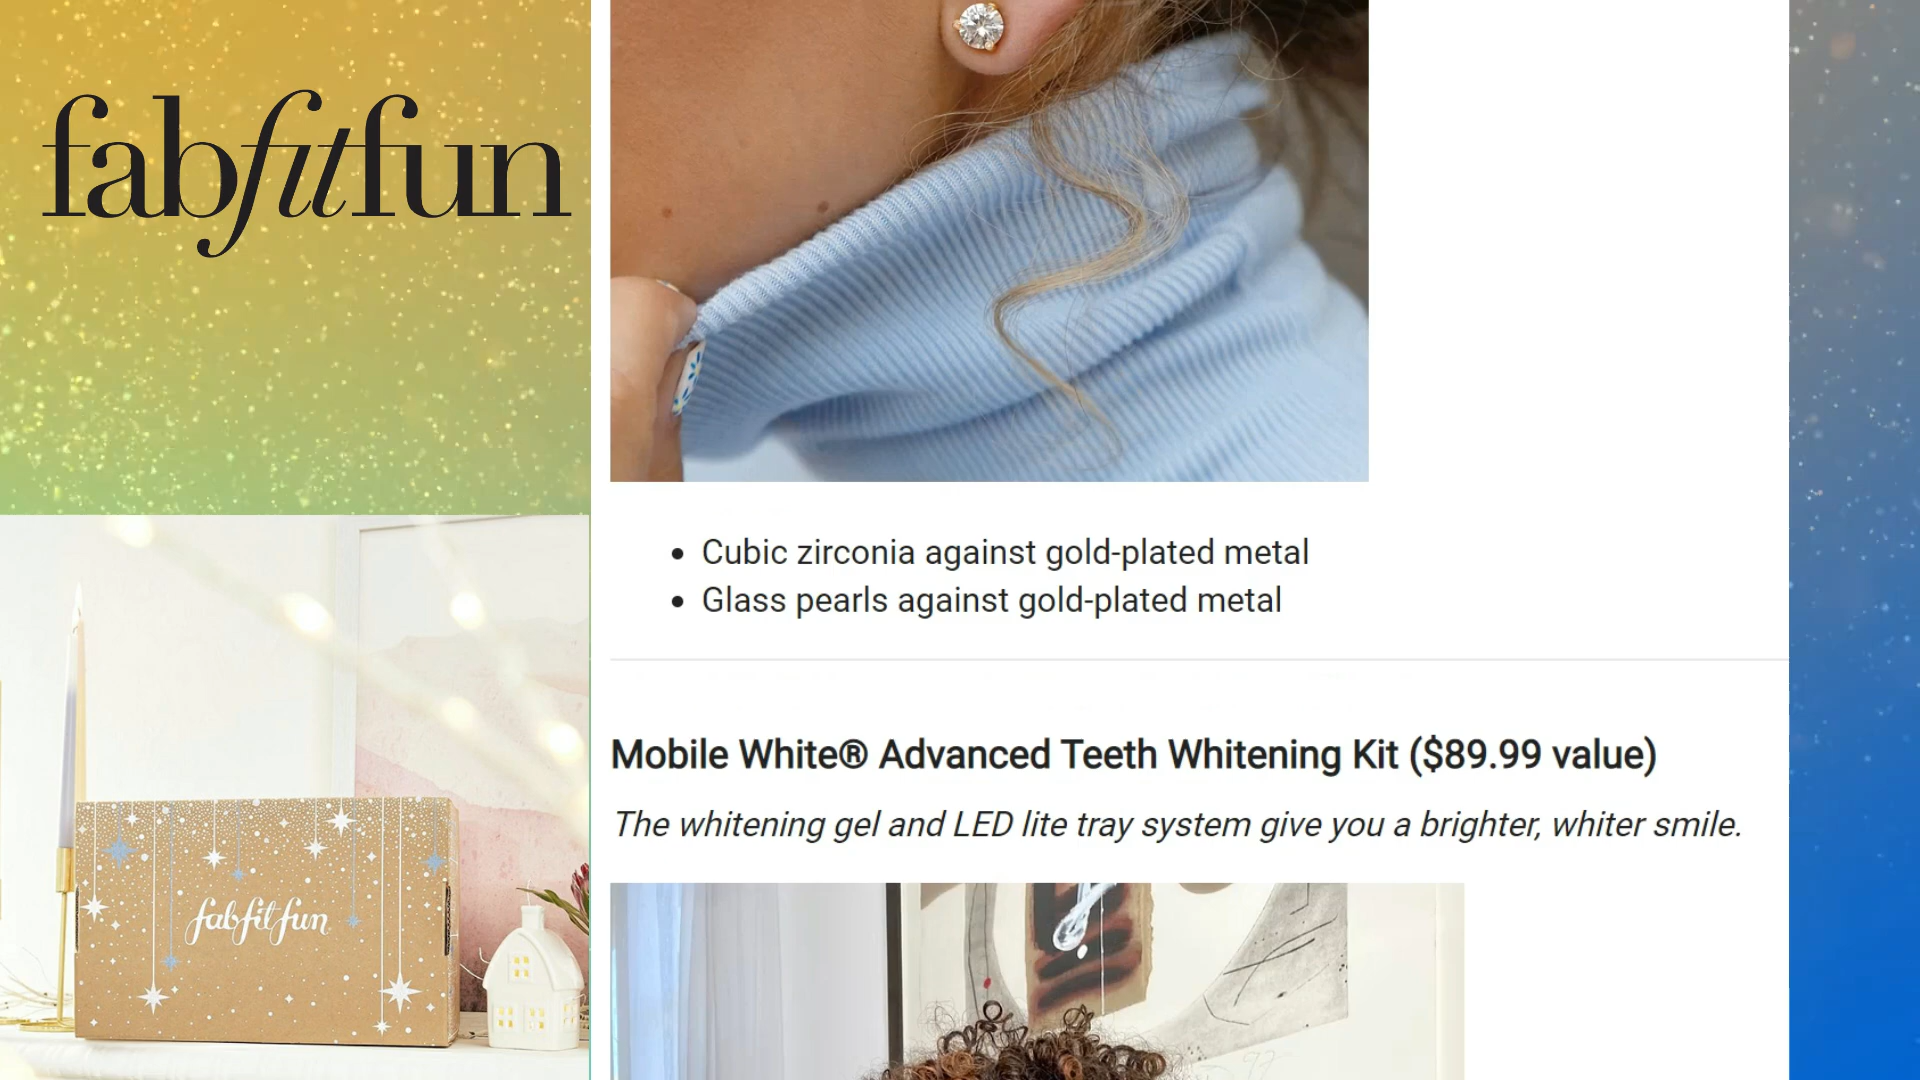 fabfitfun
Cubic zirconia against gold-plated metal
Glass pearls against gold-plated metal
Mobile White® Advanced Teeth Whitening Kit ($89.99 value)
The whitening gel and LED lite tray system give you a brighter, whiter smile.
fabfitfun